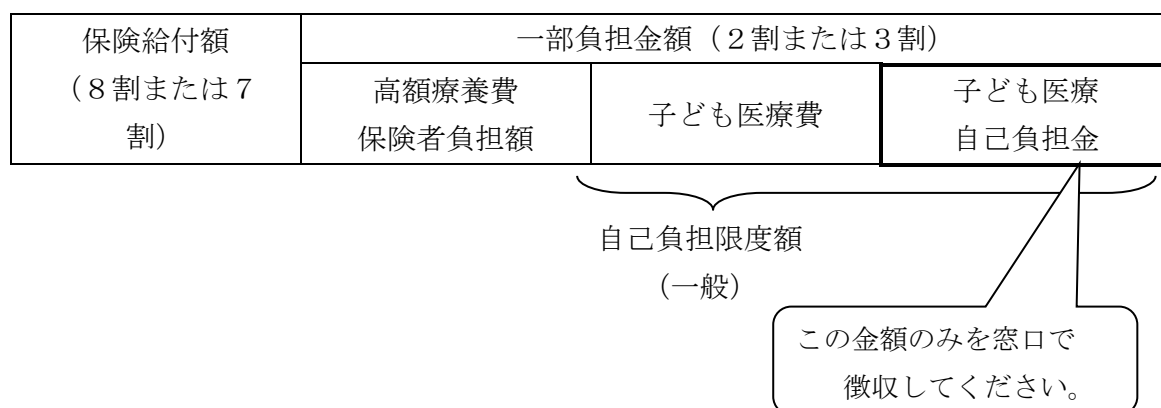 保険給付額
（８割または７
割）
一部負担金額（２割または３割）
高額療養費
保険者負担額
子ども医療費
子ども医療
自己負担金
自己負担限度額
（一般）
この金額のみを窓口で
徴収してください。